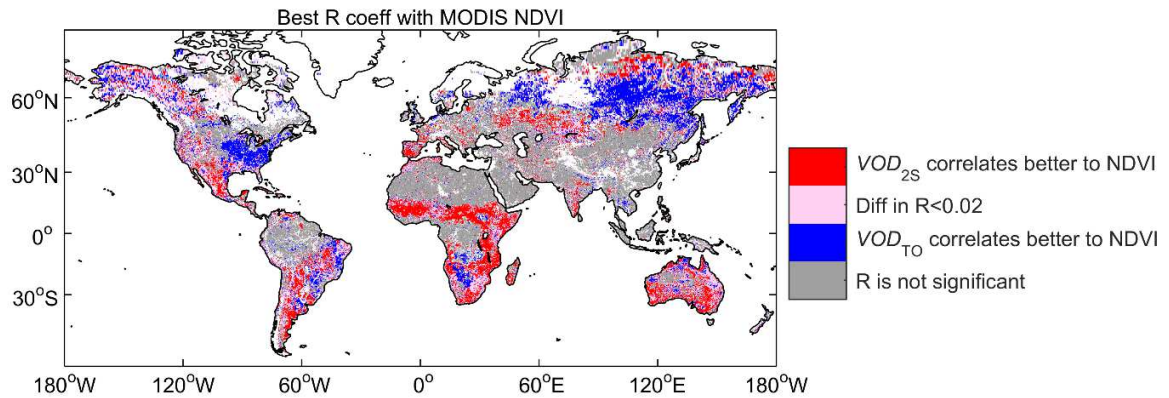 Best R coeff with MODIS NDVI
60°N
30°N
0°
30°S
180°W
120°W
60°W
0°
60°E
120°E
180°W
VOD2S correlates better to NDVI
Diff in R<0.02
VODTO correlates better to NDVI
R is not significant